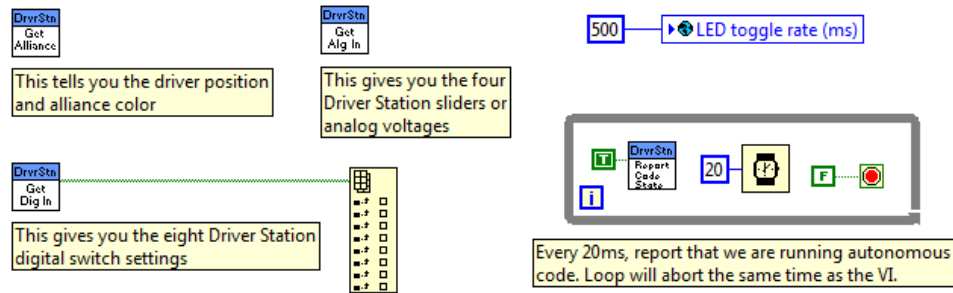 DrvrStn
Get
Alliance
This tells you the driver position
and alliance color
DrvrStn
Get
Alg In
This gives you the four
Driver Station sliders or
analog voltages
500
LED toggle rate (ms)
DrvrStn
Get
Dig In
This gives you the eight Driver Station
digital switch settings
T
DrvrStn
Report
Code
State
20
F
i
Every 20ms, report that we are running autonomous
code. Loop will abort the same time as the VI.